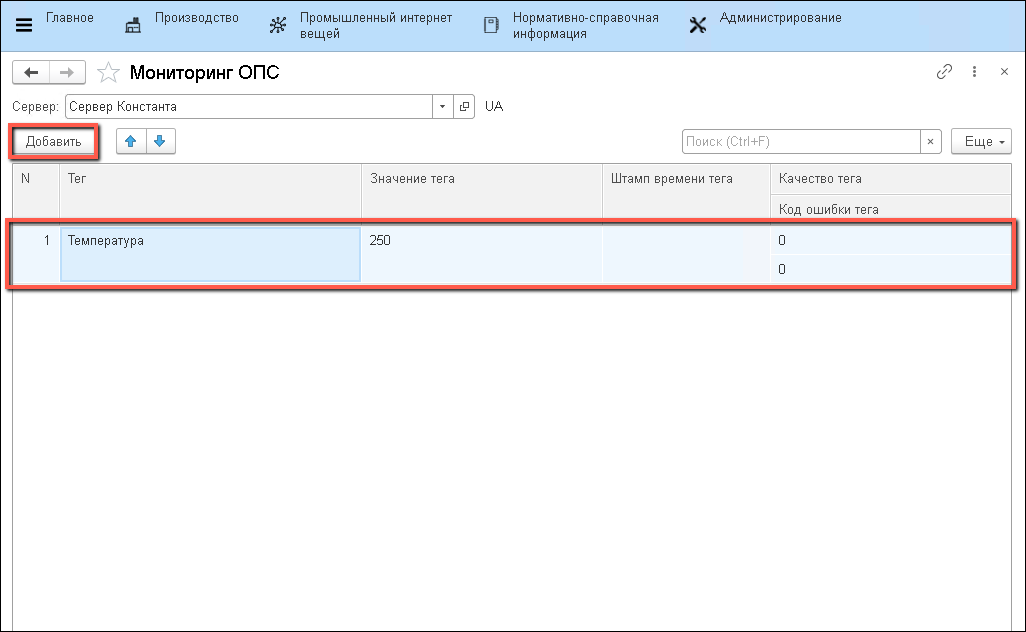 Главное
Производство
Промышленный интернет
вещей
Нормативно-справочная
информация
Администрирование
Мониторинг ОПС
Сервер: Сервер Константа UA
Добавить Поиск (Ctrl+F) × Еще
N Тег Значение тега Штамп времени тега Качество тега
Код ошибки тега
1 Температура 250 0
0